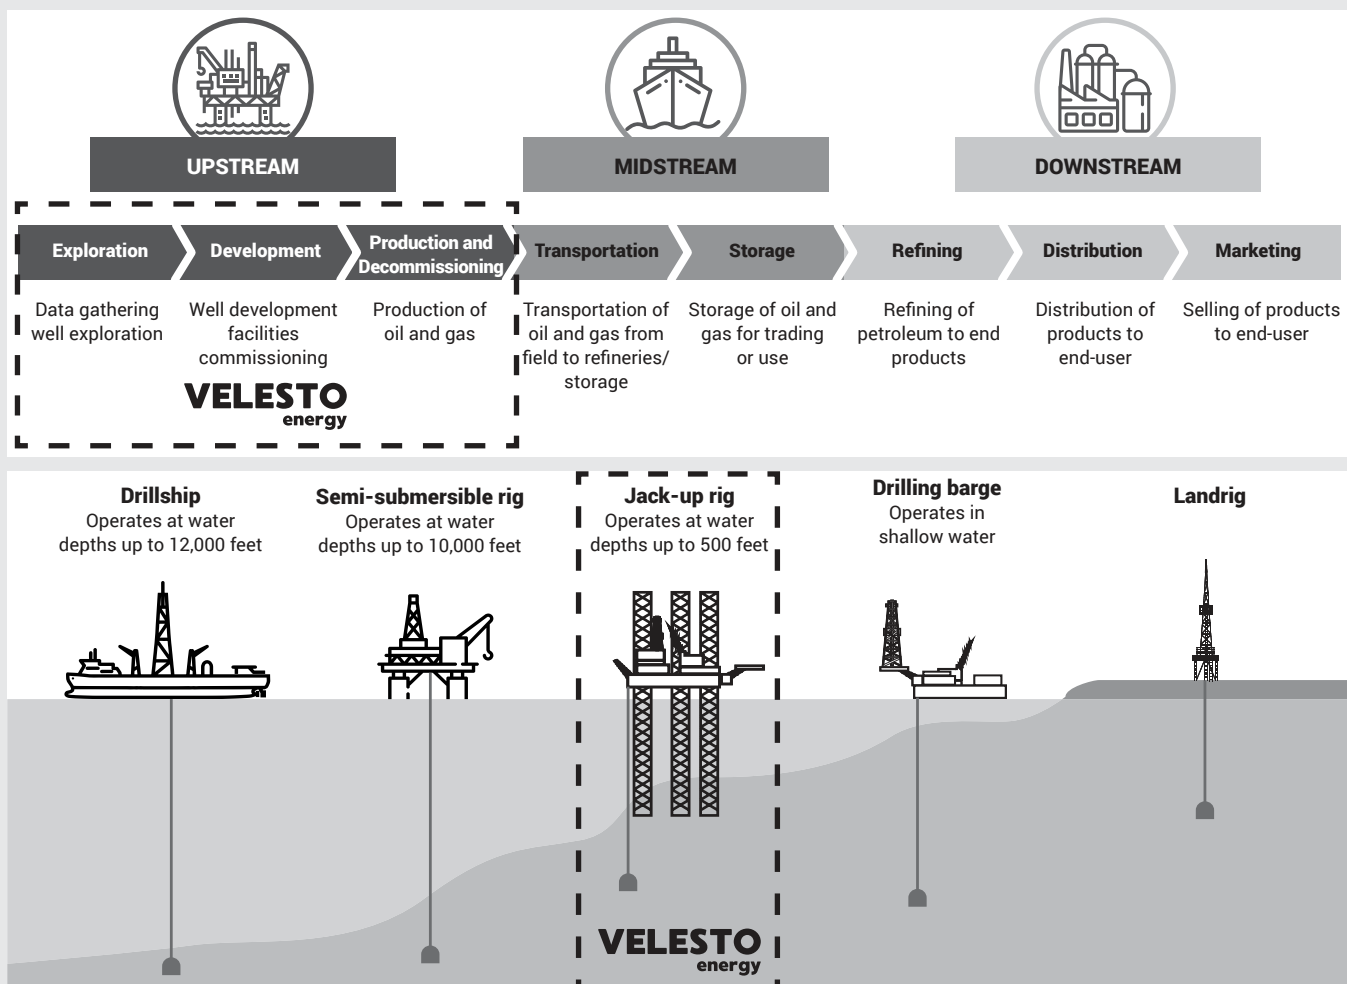 UPSTREAM
MIDSTREAM
DOWNSTREAM
Exploration
Development
Production and
Decommissioning
Transportation
Storage
Refining
Distribution
Marketing
Data gathering
well exploration
Well development
facilities
commissioning
Production of
oil and gas
Transportation of
oil and gas from
field to refineries/
storage
Storage of oil and
gas for trading
or use
Refining of
petroleum to end
products
Distribution of
products to
end-user
Selling of products
to end-user
VELESTO
energy
Drillship
Operates at water
depths up to 12,000 feet
Semi-submersible rig
Operates at water
depths up to 10,000 feet
Jack-up rig
Operates at water
depths up to 500 feet
Drilling barge
Operates in
shallow water
Landrig
VELESTO
energy